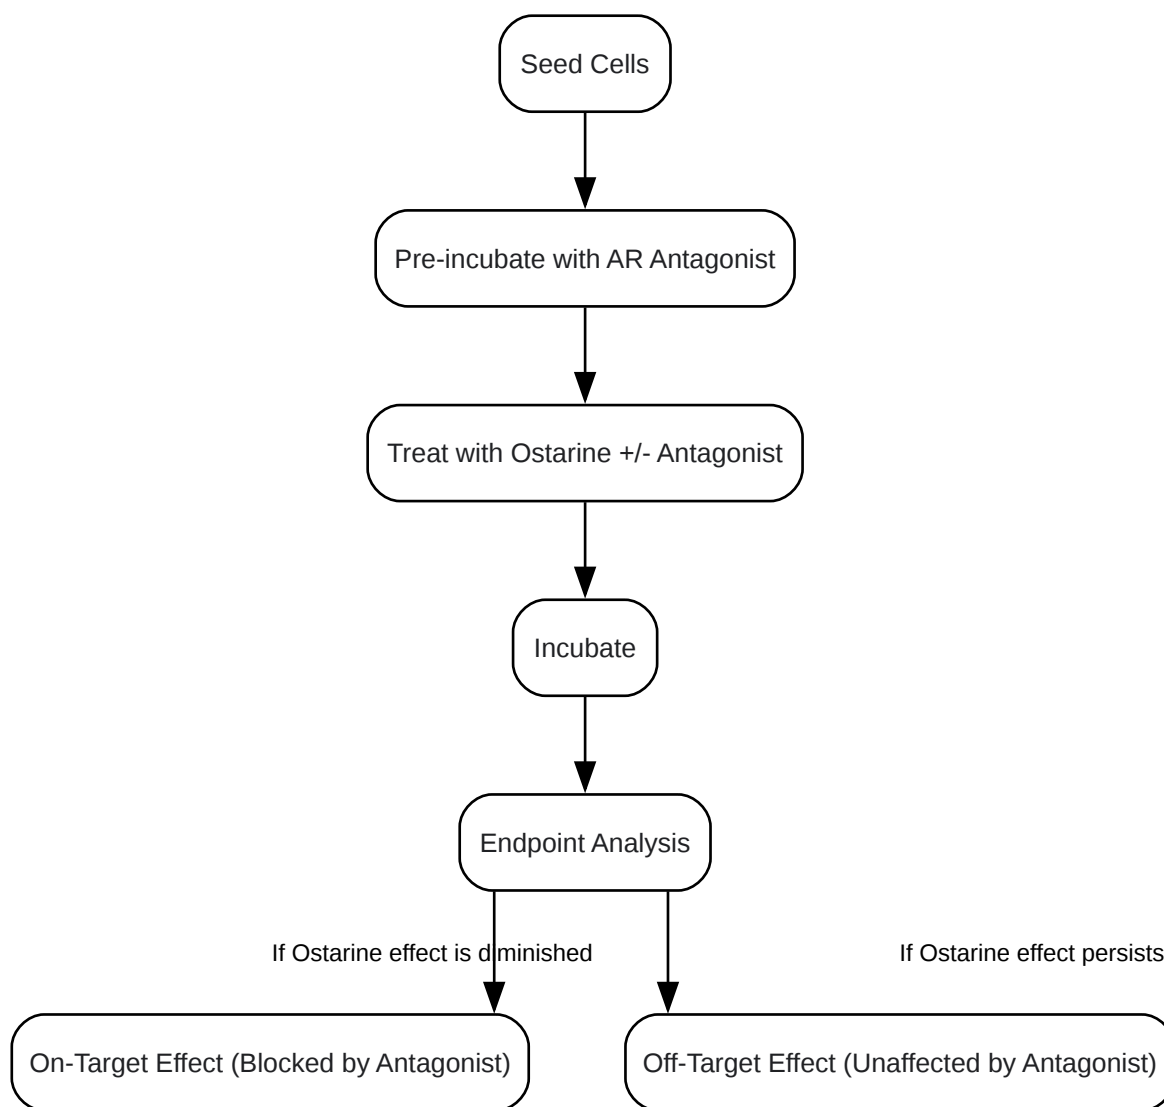 Seed Cells
Pre-incubate with AR Antagonist
Treat with Ostarine +/- Antagonist
Incubate
Endpoint Analysis
If Ostarine effect is diminished
If Ostarine effect persists
On-Target Effect (Blocked by Antagonist)
Off-Target Effect (Unaffected by Antagonist)